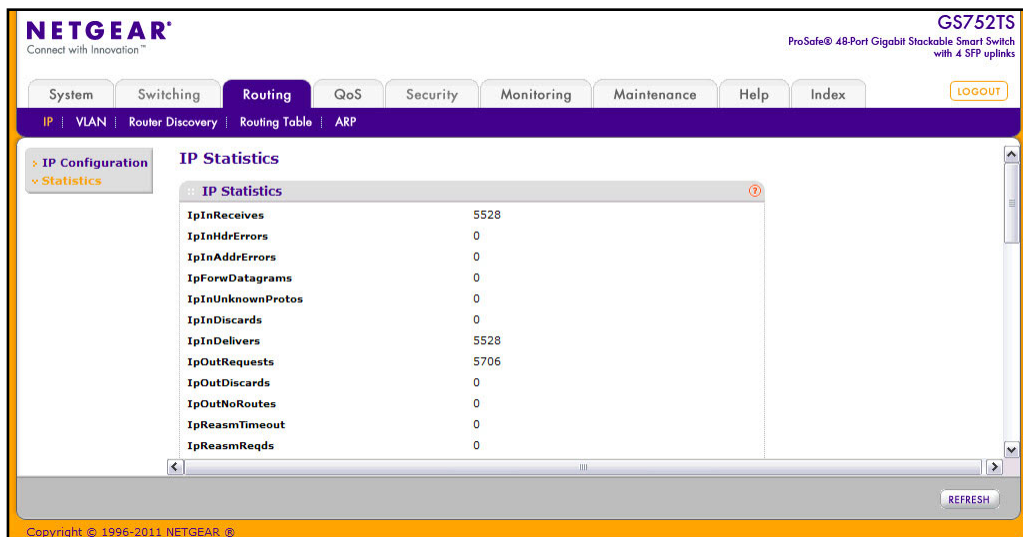 NETGEAR®
Connect with Innovation™
GS752TS
ProSafe® 48-Port Gigabit Stackable Smart Switch
with 4 SFP uplinks
System Switching Routing QoS Security Monitoring Maintenance Help Index LOGOUT
IP VLAN Router Discovery Routing Table ARP
IP Configuration
Statistics
IP Statistics
IP Statistics ?
IpInReceives 5528
IpInHdrErrors 0
IpInAddrErrors 0
IpForwDatagrams 0
IpInUnknownProtos 0
IpInDiscards 0
IpInDelivers 5528
IpOutRequests 5706
IpOutDiscards 0
IpOutNoRoutes 0
IpReasmTimeout 0
IpReasmReqds 0
REFRESH
Copyright © 1996-2011 NETGEAR ®